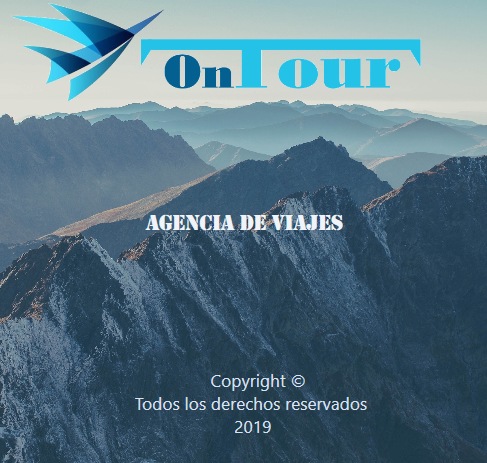 OnTour
AGENCIA DE VIAJES
Copyright ©
Todos los derechos reservados
2019